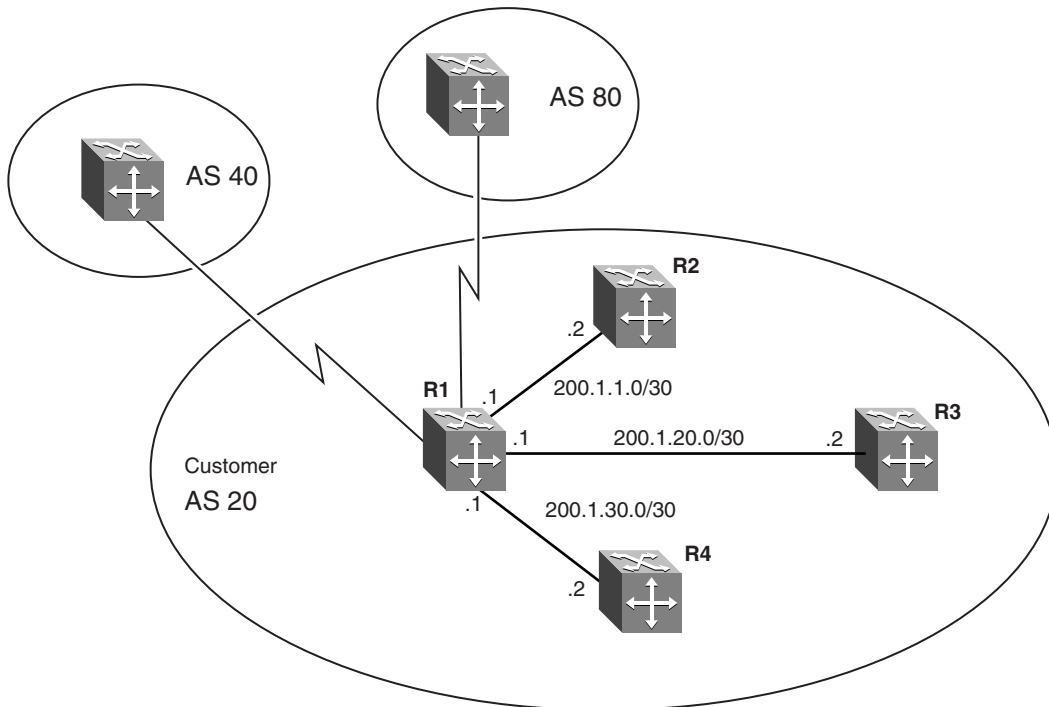 AS 80
AS 40
R2
.2
200.1.1.0/30
R1
.1
R3
.1
200.1.20.0/30
.2
Customer
AS 20
.1
200.1.30.0/30
R4
.2